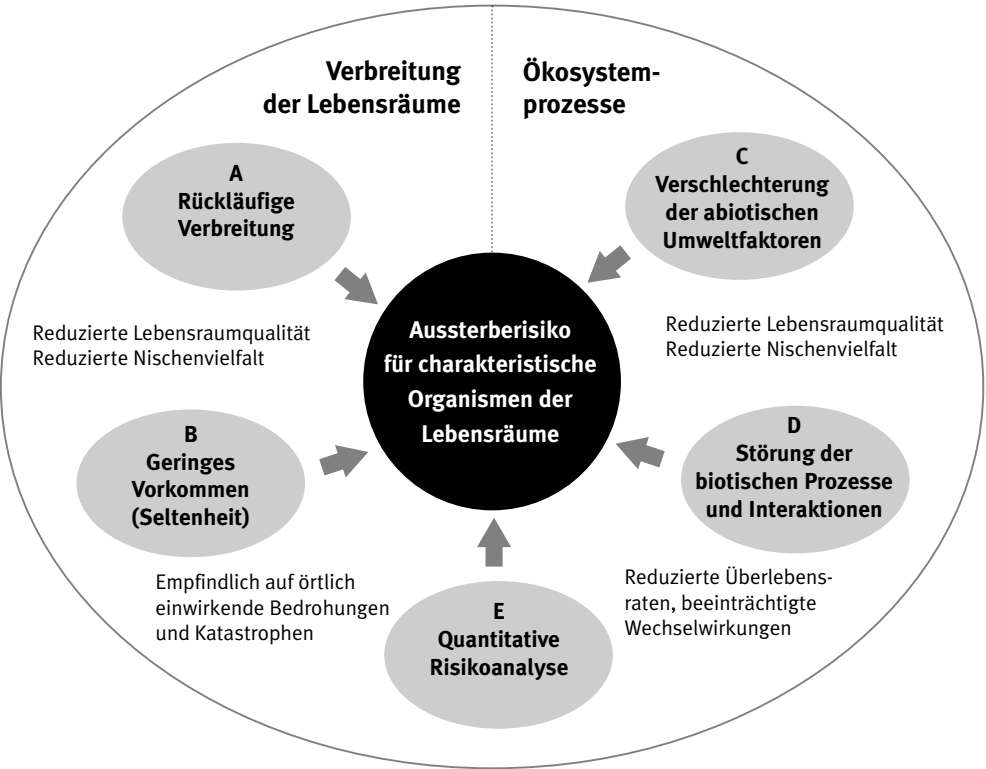 Verbreitung
der Lebensräume
Ökosystem-
prozesse
A
Rückläufige
Verbreitung
C
Verschlechterung
der abiotischen
Umweltfaktoren
Reduzierte Lebensraumqualität
Reduzierte Nischenvielfalt
Aussterberisiko
für charakteristische
Organismen der
Lebensräume
Reduzierte Lebensraumqualität
Reduzierte Nischenvielfalt
B
Geringes
Vorkommen
(Seltenheit)
D
Störung der
biotischen Prozesse
und Interaktionen
Empfindlich auf örtlich
einwirkende Bedrohungen
und Katastrophen
E
Quantitative
Risikoanalyse
Reduzierte Überlebens-
raten, beeinträchtigte
Wechselwirkungen